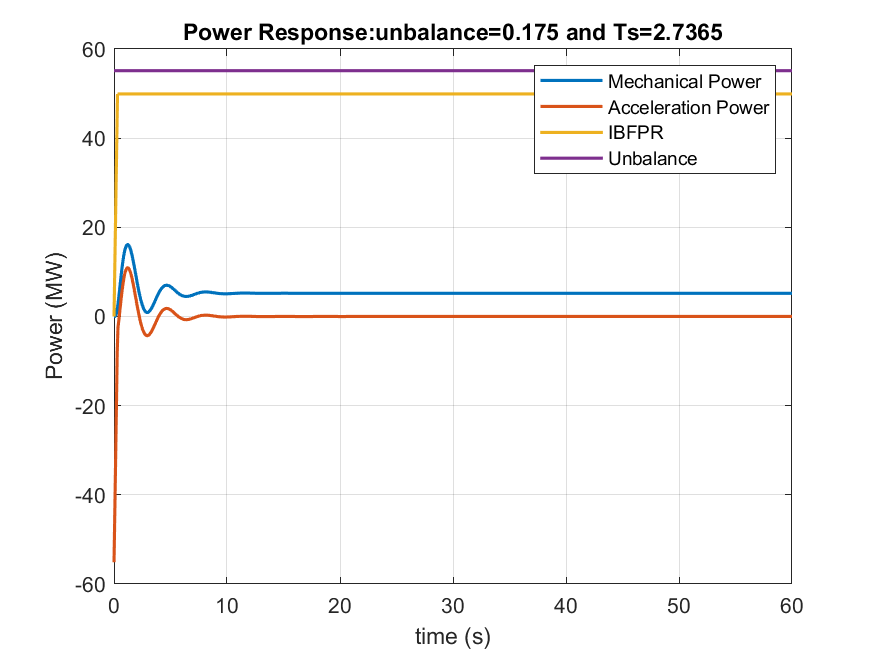 Power Response:unbalance=0.175 and Ts=2.7365
60
40
20
0
-20
-40
-60
Power (MW)
Mechanical Power
Acceleration Power
IBFPR
Unbalance
0 10 20 30 40 50 60
time (s)